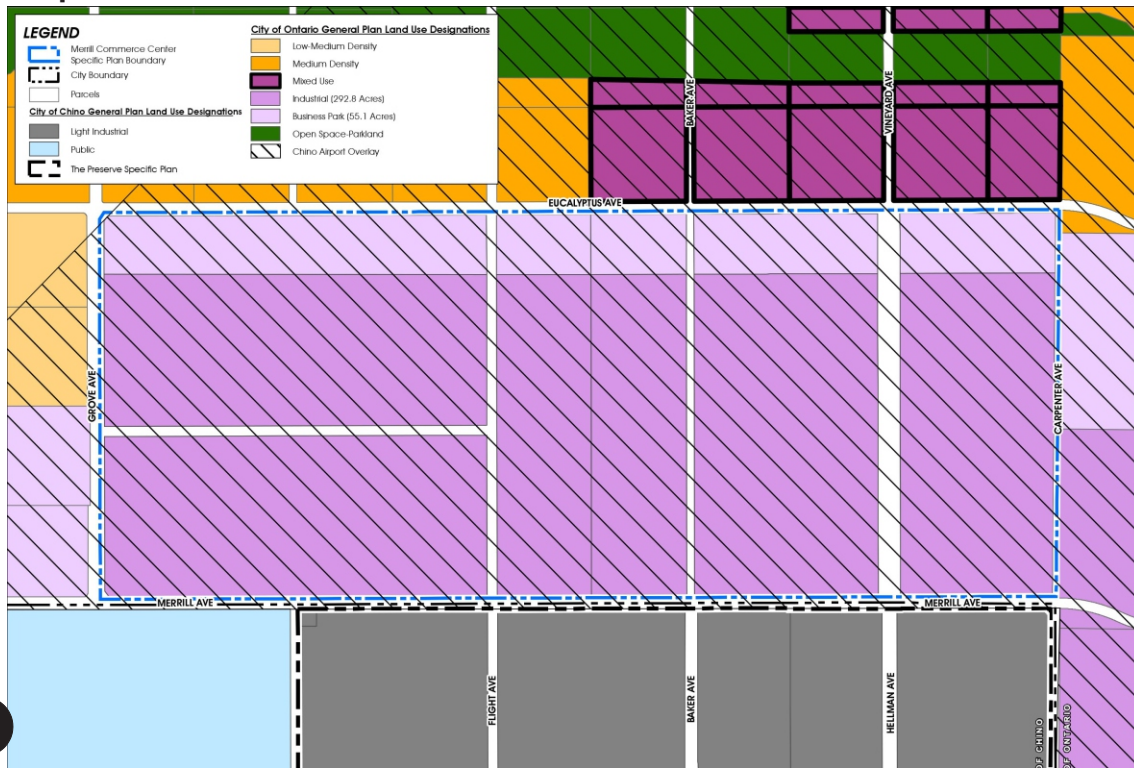 LEGEND
Merrill Commerce Center
Specific Plan Boundary
City Boundary
Parcels
City of Chino General Plan Land Use Designations
Light Industrial
Public
The Preserve Specific Plan
City of Ontario General Plan Land Use Designations
Low-Medium Density
Medium Density
Mixed Use
Industrial (292.8 Acres)
Business Park (55.1 Acres)
Open Space-Parkland
Chino Airport Overlay
BAKER AVE
VINEYARD AVE
EUCALYPTUS AVE
GROVE AVE
CARPENTER AVE
MERRILL AVE
MERRILL AVE
FLIGHT AVE
BAKER AVE
HELLMAN AVE
OF CHINO
OF ONTARIO